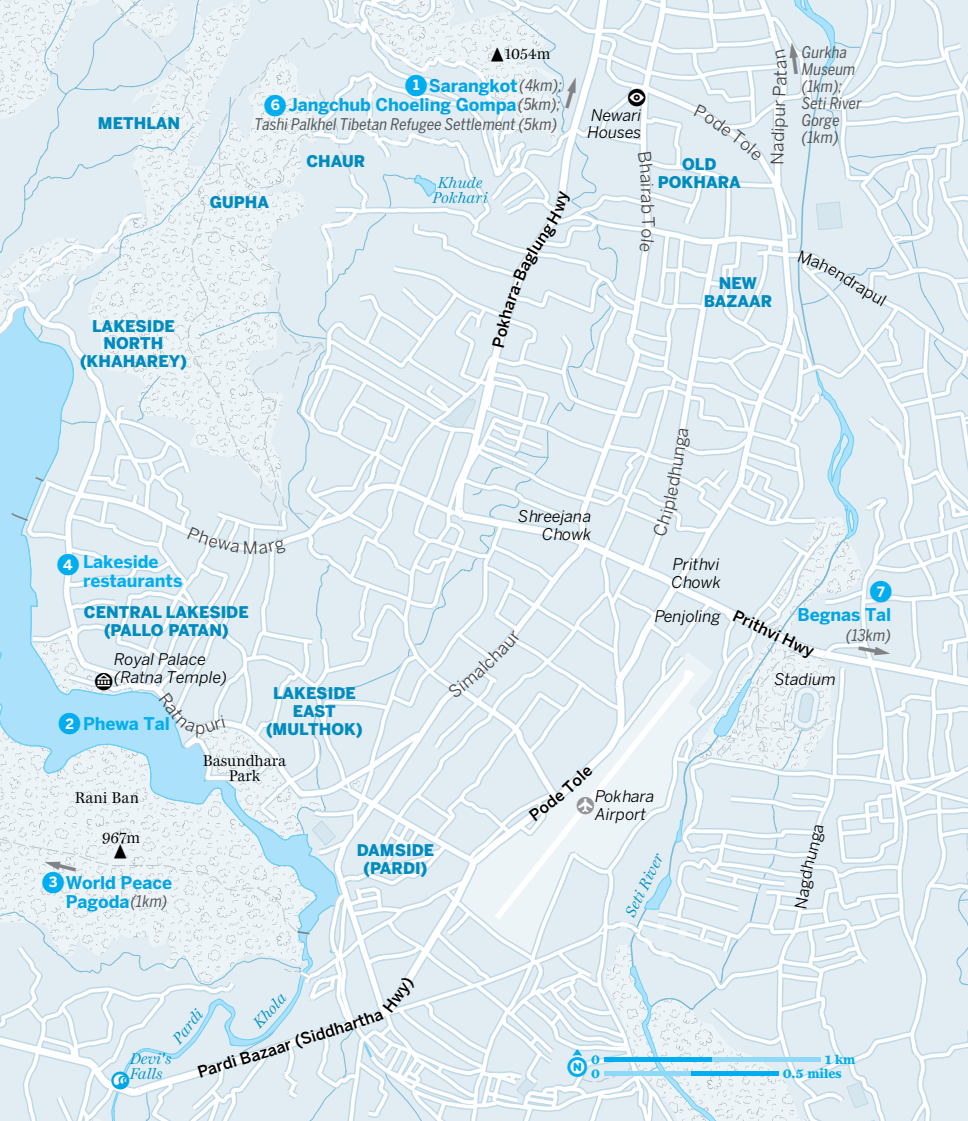 1054m
1 Sarangkot (4km);
6 Jangchub Choeling Gompa (5km);
Tashi Palkhel Tibetan Refugee Settlement (5km)
Gurkha
Museum
(1km);
Seti River
Gorge
(1km)
Nadipur Patan
Newari
Houses
Pode Tole
METHLAN
CHAUR
OLD
POKHARA
GUPHA
Khude
Pokhari
Bhairab Tole
Pokhara-Baglung Hwy
Mahendrapul
NEW
BAZAAR
LAKESIDE
NORTH
(KHAHAREY)
Chipledhunga
Shreejana
Chowk
Phewa Marg
4 Lakeside
restaurants
Prithvi
Chowk
7
Begnas Tal
(13km)
CENTRAL LAKESIDE
(PALLO PATAN)
Penjoling
Prithvi Hwy
Royal Palace
(Ratna Temple)
Simalchaur
Stadium
LAKESIDE
EAST
(MULTHOK)
Ratnapuri
2 Phewa Tal
Basundhara
Park
Rani Ban
Pode Tole
Pokhara
Airport
967m
DAMSIDE
(PARDI)
Nagdhunga
3 World Peace
Pagoda (1km)
Seti River
Pardi
Khola
Pardi Bazaar (Siddhartha Hwy)
Devi's
Falls
N
0 1 km
0 0.5 miles